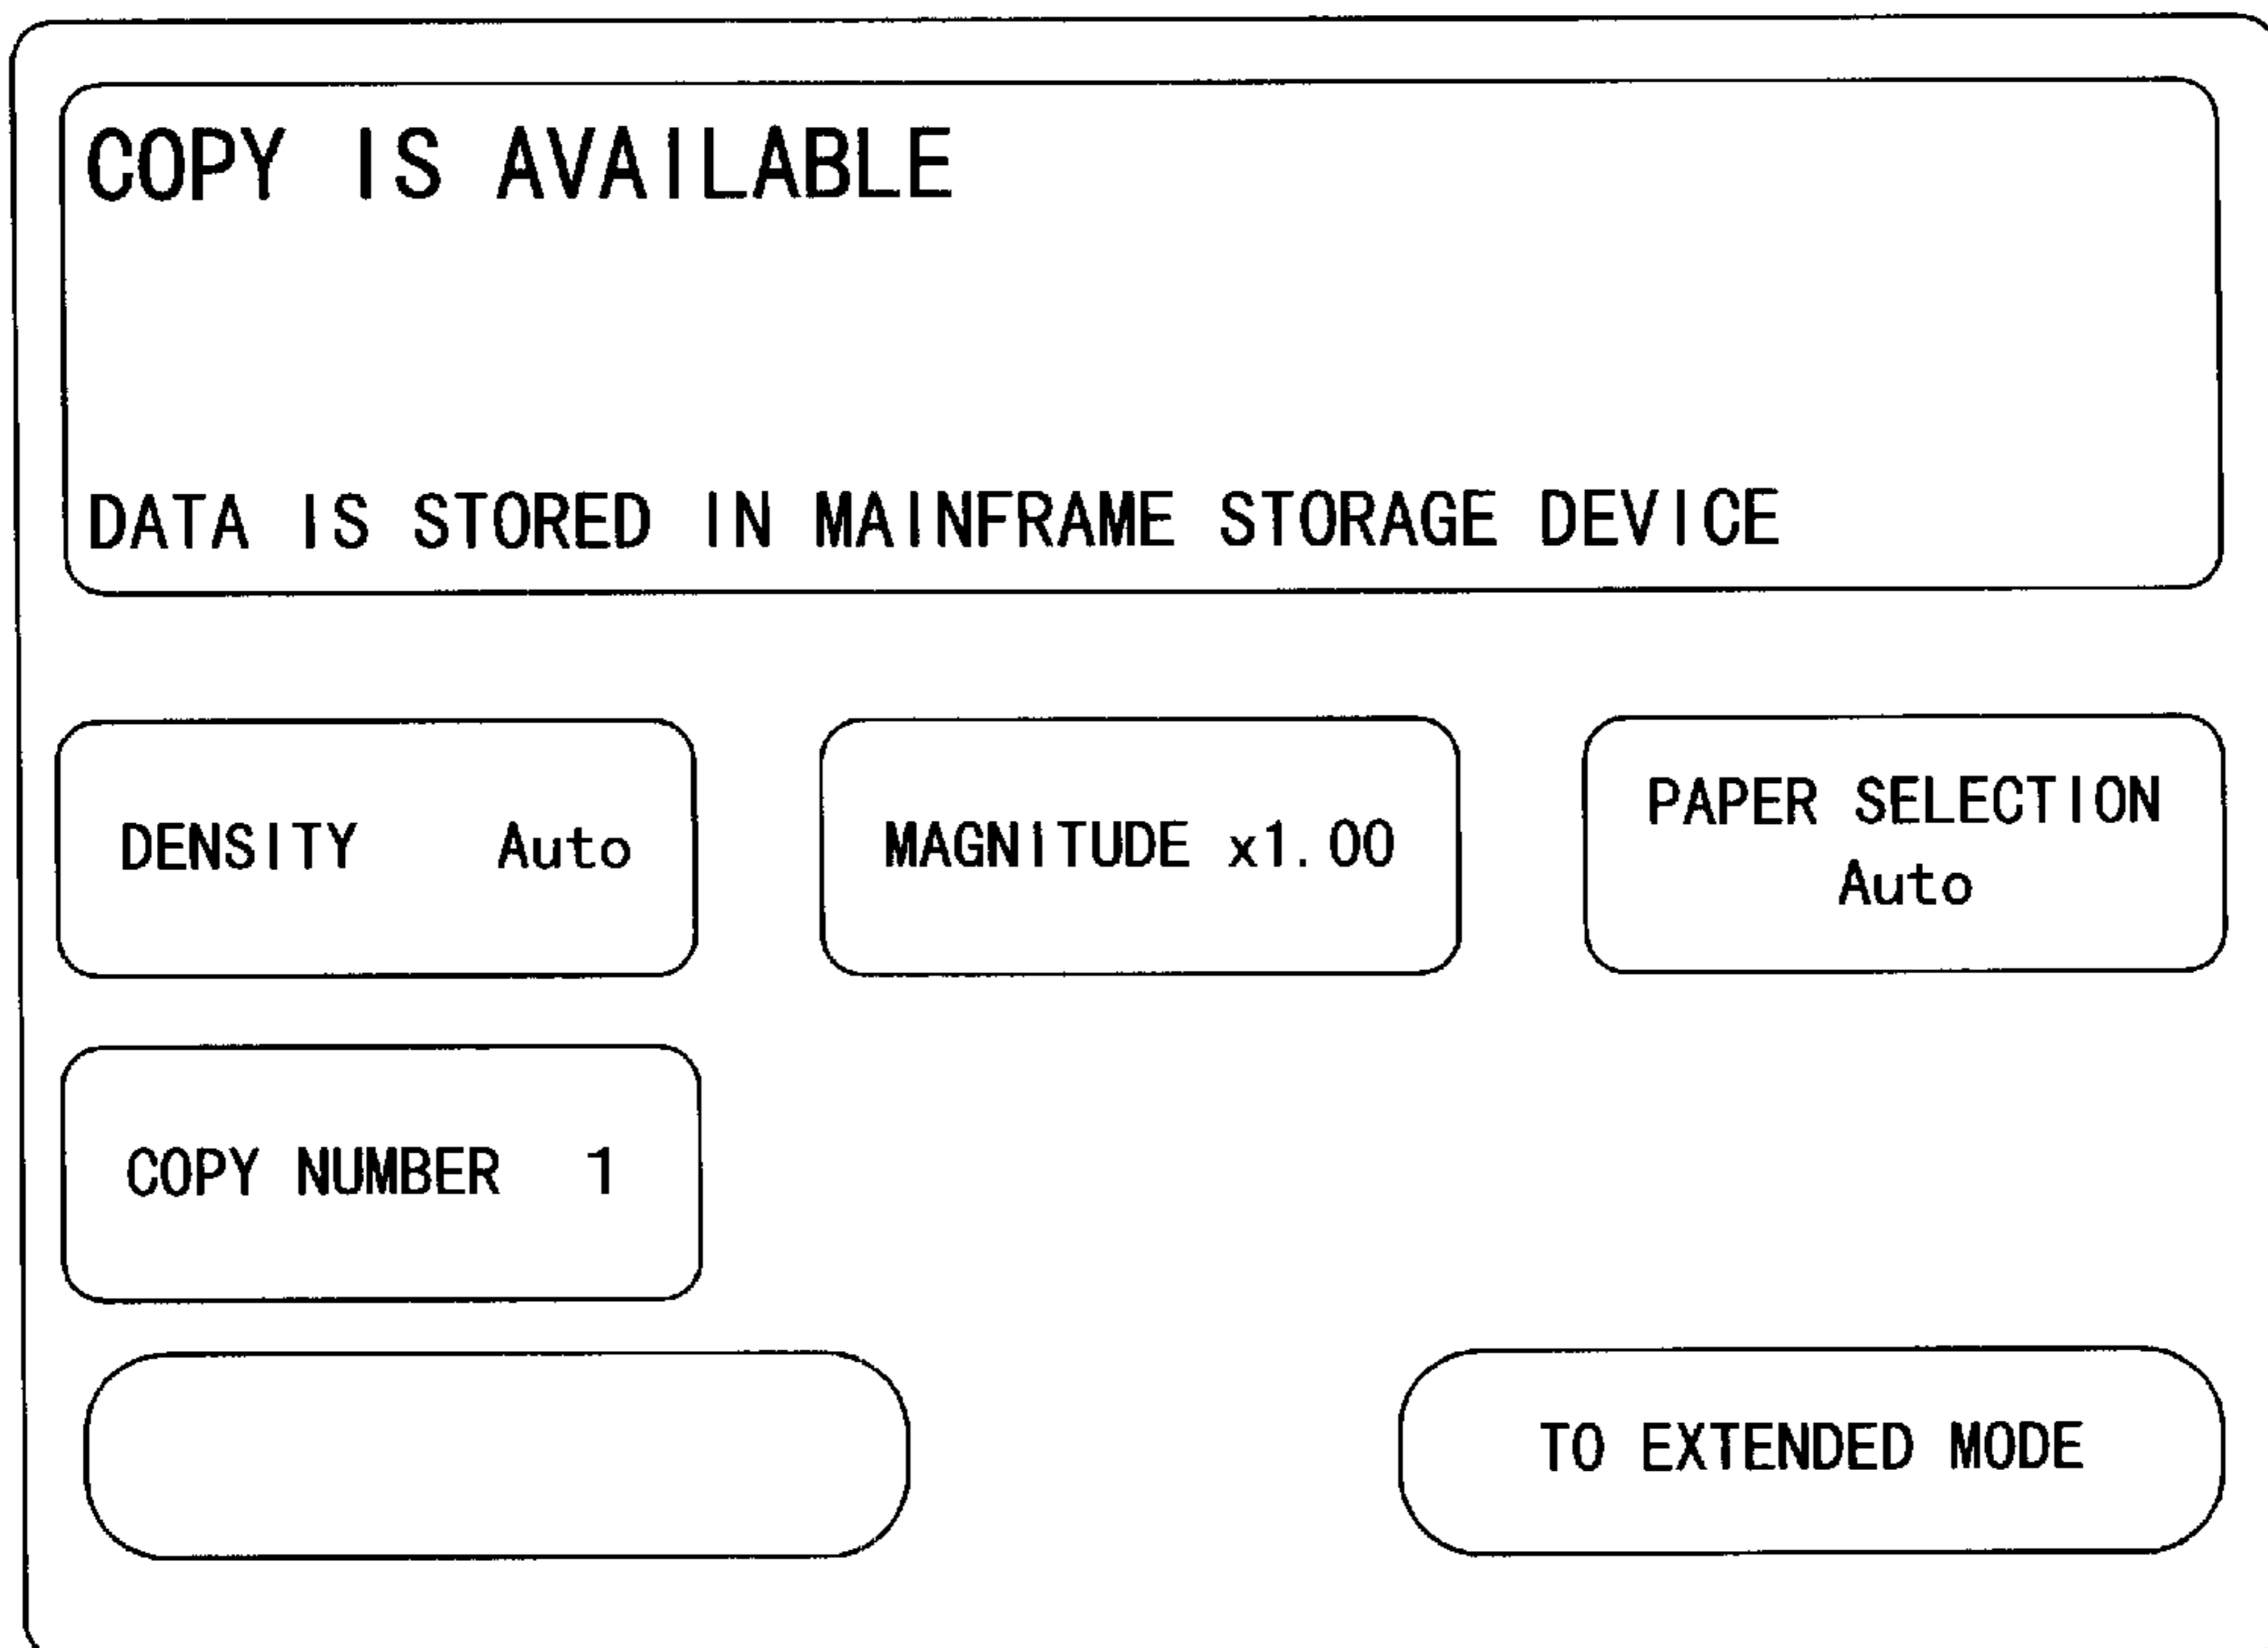 COPY IS AVAILABLE
DATA IS STORED IN MAINFRAME STORAGE DEVICE
DENSITY Auto
MAGNITUDE x1.00
PAPER SELECTION
Auto
COPY NUMBER 1
TO EXTENDED MODE